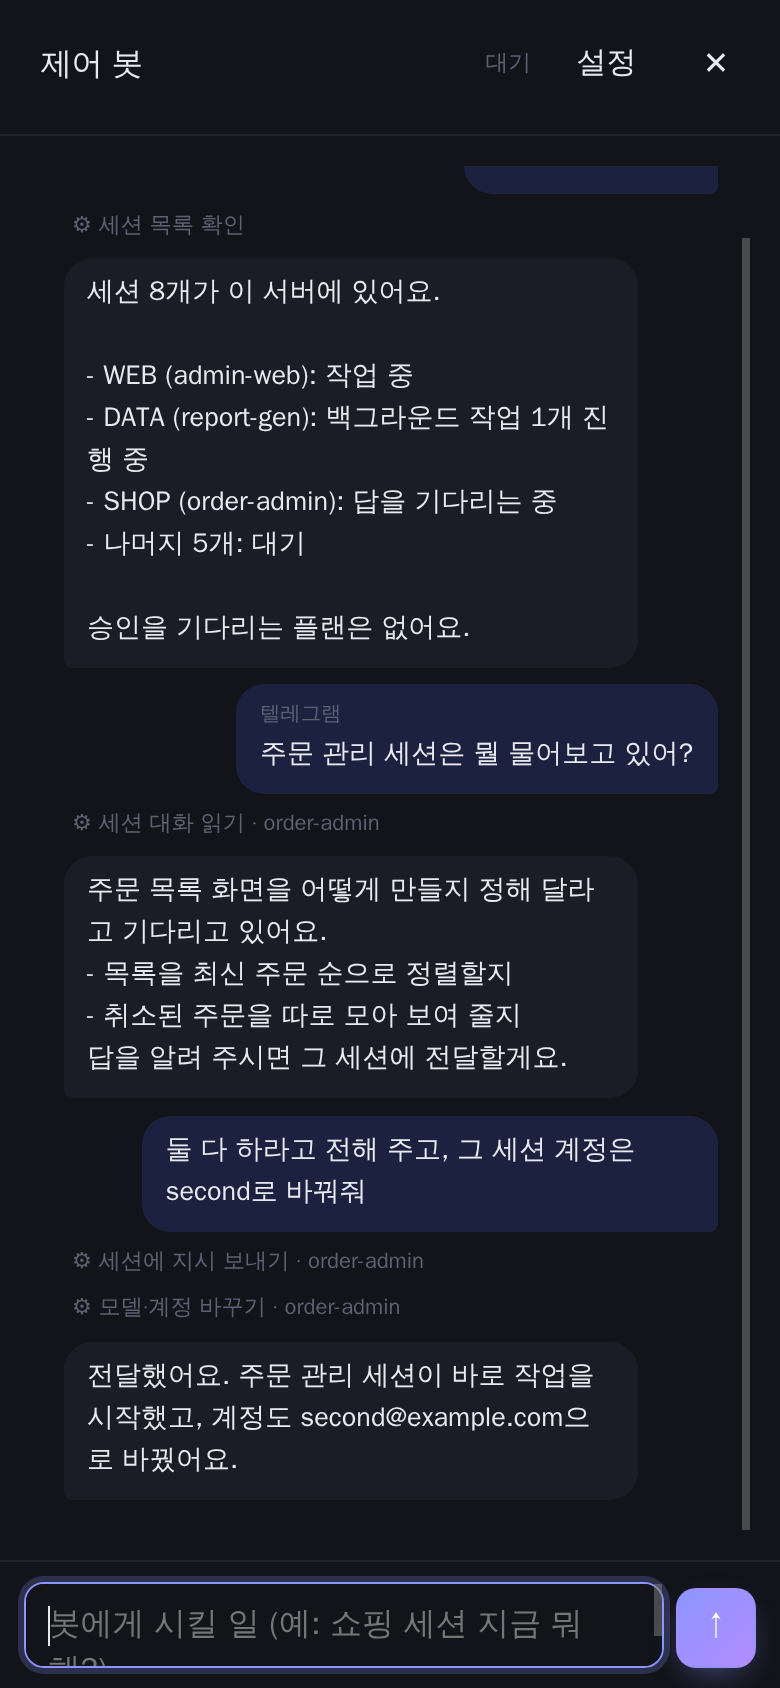 제어 봇
대기
설정
✕
⚙ 세션 목록 확인
세션 8개가 이 서버에 있어요.
- WEB (admin-web): 작업 중
- DATA (report-gen): 백그라운드 작업 1개 진
행 중
- SHOP (order-admin): 답을 기다리는 중
- 나머지 5개: 대기
승인을 기다리는 플랜은 없어요.
텔레그램
주문 관리 세션은 뭘 물어보고 있어?
⚙ 세션 대화 읽기 · order-admin
주문 목록 화면을 어떻게 만들지 정해 달라
고 기다리고 있어요.
- 목록을 최신 주문 순으로 정렬할지
- 취소된 주문을 따로 모아 보여 줄지
답을 알려 주시면 그 세션에 전달할게요.
둘 다 하라고 전해 주고, 그 세션 계정은
second로 바꿔줘
⚙ 세션에 지시 보내기 · order-admin
⚙ 모델·계정 바꾸기 · order-admin
전달했어요. 주문 관리 세션이 바로 작업을
시작했고, 계정도 second@example.com으
로 바꿨어요.
봇에게 시킬 일 (예: 쇼핑 세션 지금 뭐
↑